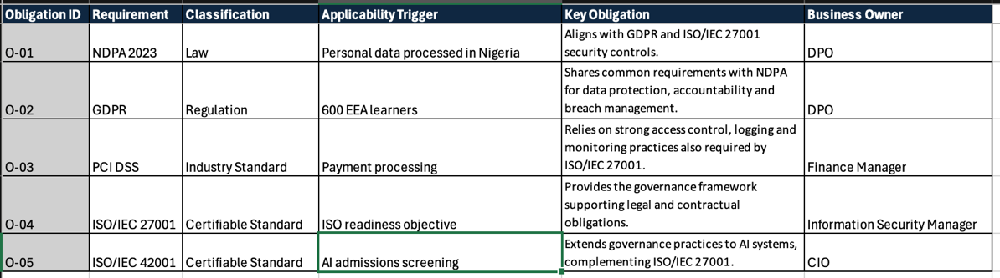 Obligation ID Requirement Classification Applicability Trigger Key Obligation Business Owner
O-01 NDPA 2023 Law Personal data processed in Nigeria Aligns with GDPR and ISO/IEC 27001
security controls. DPO
O-02 GDPR Regulation 600 EEA learners Shares common requirements with NDPA
for data protection, accountability and
breach management. DPO
O-03 PCI DSS Industry Standard Payment processing Relies on strong access control, logging and
monitoring practices also required by
ISO/IEC 27001. Finance Manager
O-04 ISO/IEC 27001 Certifiable Standard ISO readiness objective Provides the governance framework
supporting legal and contractual
obligations. Information Security Manager
O-05 ISO/IEC 42001 Certifiable Standard AI admissions screening Extends governance practices to AI systems,
complementing ISO/IEC 27001. CIO